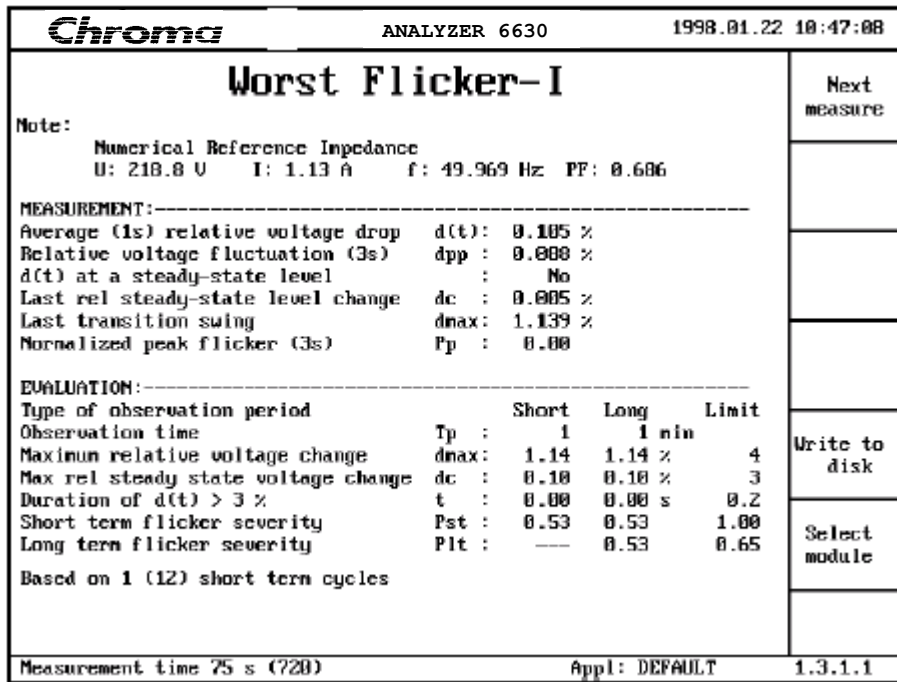 Chroma ANALYZER 6630 1998.01.22 10:47:08
Worst Flicker-I
Next
measure
Note:
Numerical Reference Impedance
U: 218.8 V I: 1.13 A f: 49.969 Hz PF: 0.686
MEASUREMENT:------------------------------------------------------------
Average (1s) relative voltage drop d(t): 0.105 %
Relative voltage fluctuation (3s) dpp : 0.088 %
d(t) at a steady-state level : No
Last rel steady-state level change dc : 0.005 %
Last transition swing dmax: 1.139 %
Normalized peak flicker (3s) Pp : 0.00
EVALUATION:-------------------------------------------------------------
Type of observation period Short Long Limit
Observation time Tp : 1 1 min
Maximum relative voltage change dmax: 1.14 1.14 % 4
Max rel steady state voltage change dc : 0.10 0.10 % 3
Duration of d(t) > 3 % t : 0.00 0.00 s 0.2
Short term flicker severity Pst : 0.53 0.53 1.00
Long term flicker severity Plt : --- 0.53 0.65
Based on 1 (12) short term cycles
Write to
disk
Select
module
Measurement time 75 s (720) Appl: DEFAULT 1.3.1.1